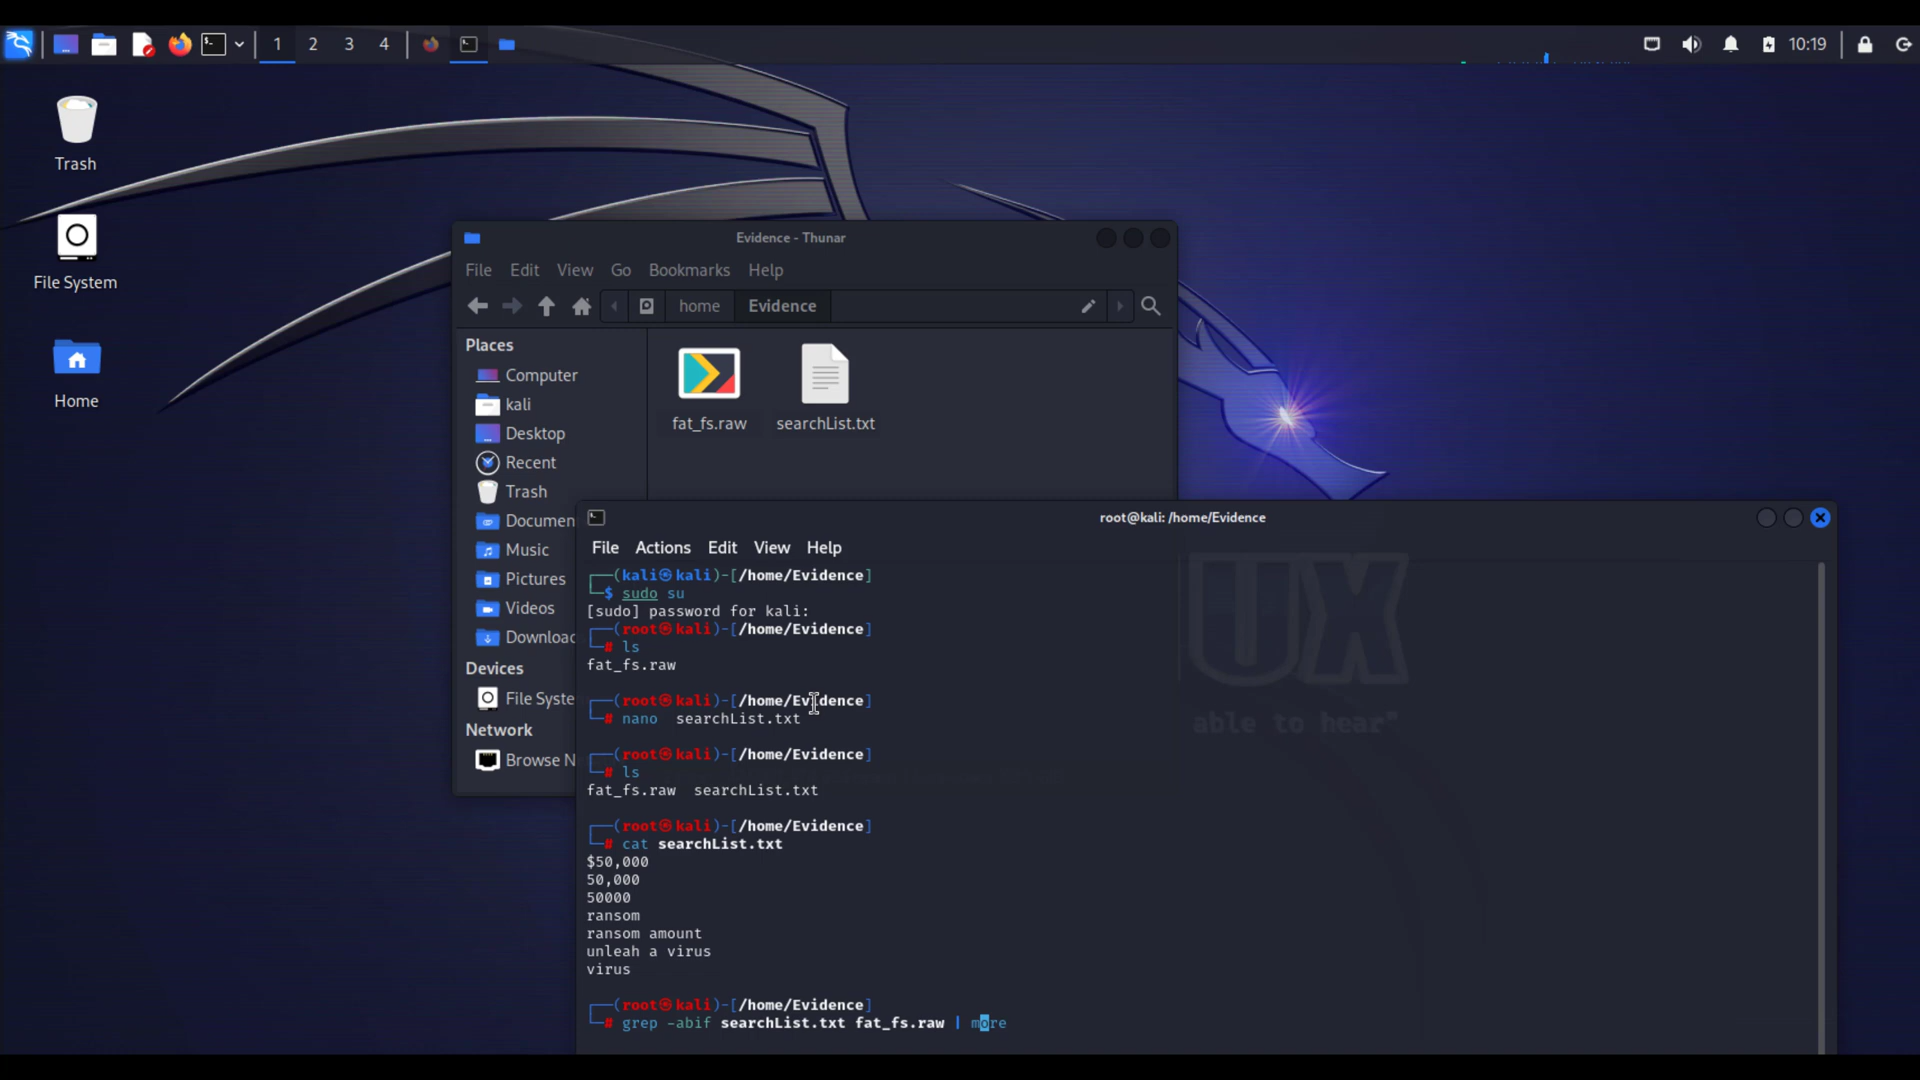 1 2 3 4 10:19
Trash
File System
Home
Evidence - Thunar
File Edit View Go Bookmarks Help
home Evidence
Places
Computer
kali
Desktop
Recent
Trash
Documen
Music
Pictures
Videos
Downloac
Devices
File Syste
Network
Browse N
fat_fs.raw searchList.txt
root@kali: /home/Evidence
File Actions Edit View Help
┌──(kali㉿kali)-[/home/Evidence]
└─$ sudo su
[sudo] password for kali:
┌──(root㉿kali)-[/home/Evidence]
└─# ls
fat_fs.raw
┌──(root㉿kali)-[/home/Evidence]
└─# nano  searchList.txt
┌──(root㉿kali)-[/home/Evidence]
└─# ls
fat_fs.raw  searchList.txt
┌──(root㉿kali)-[/home/Evidence]
└─# cat searchList.txt
$50,000
50,000
50000
ransom
ransom amount
unleah a virus
virus
┌──(root㉿kali)-[/home/Evidence]
└─# grep -abif searchList.txt fat_fs.raw | more
UX
able to hear"